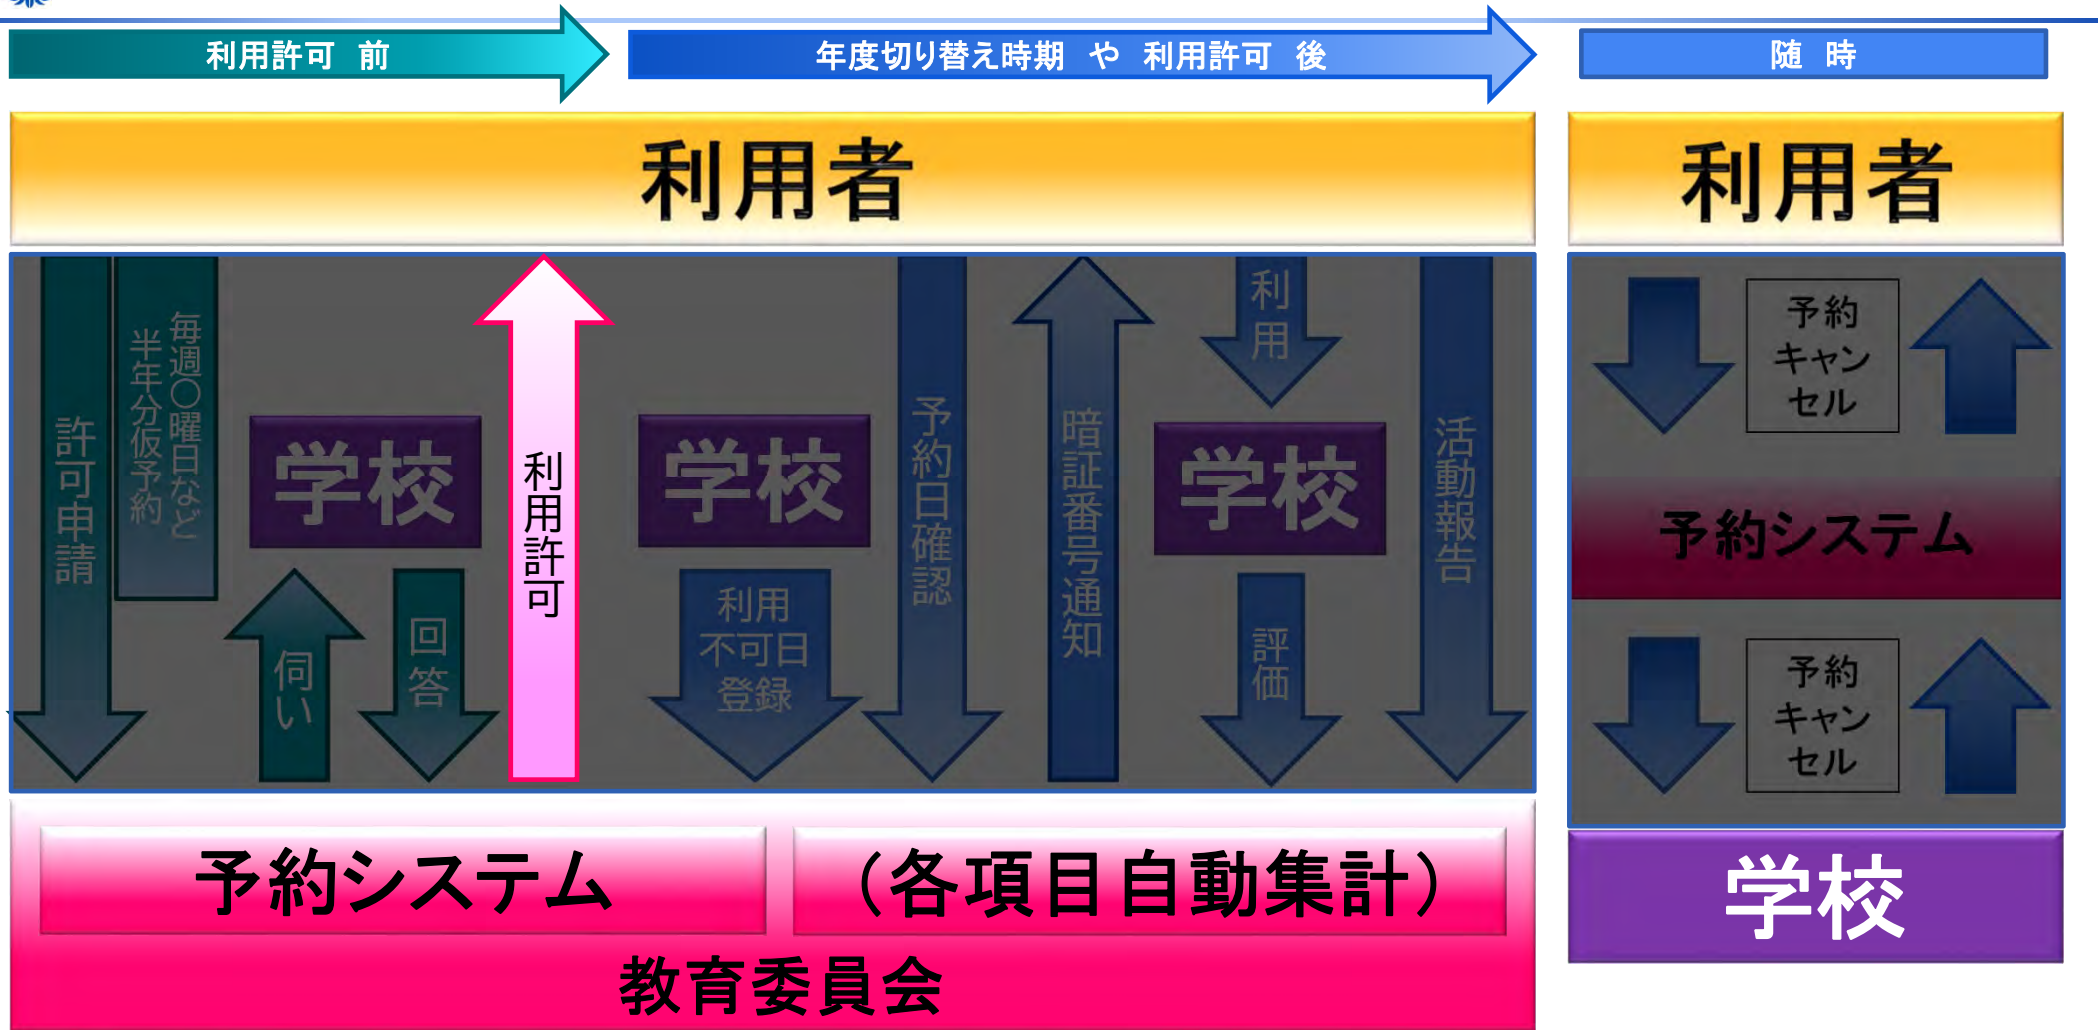 利用許可 前
年度切り替え時期 や 利用許可 後
随 時
利用者
利用者
許可申請
毎週〇曜日など
半年分仮予約
学校
伺い
回答
利用許可
学校
利用
不可日
登録
予約日確認
暗証番号通知
利用
学校
評価
活動報告
予約
キャン
セル
予約システム
予約
キャン
セル
予約システム
（各項目自動集計）
教育委員会
学校